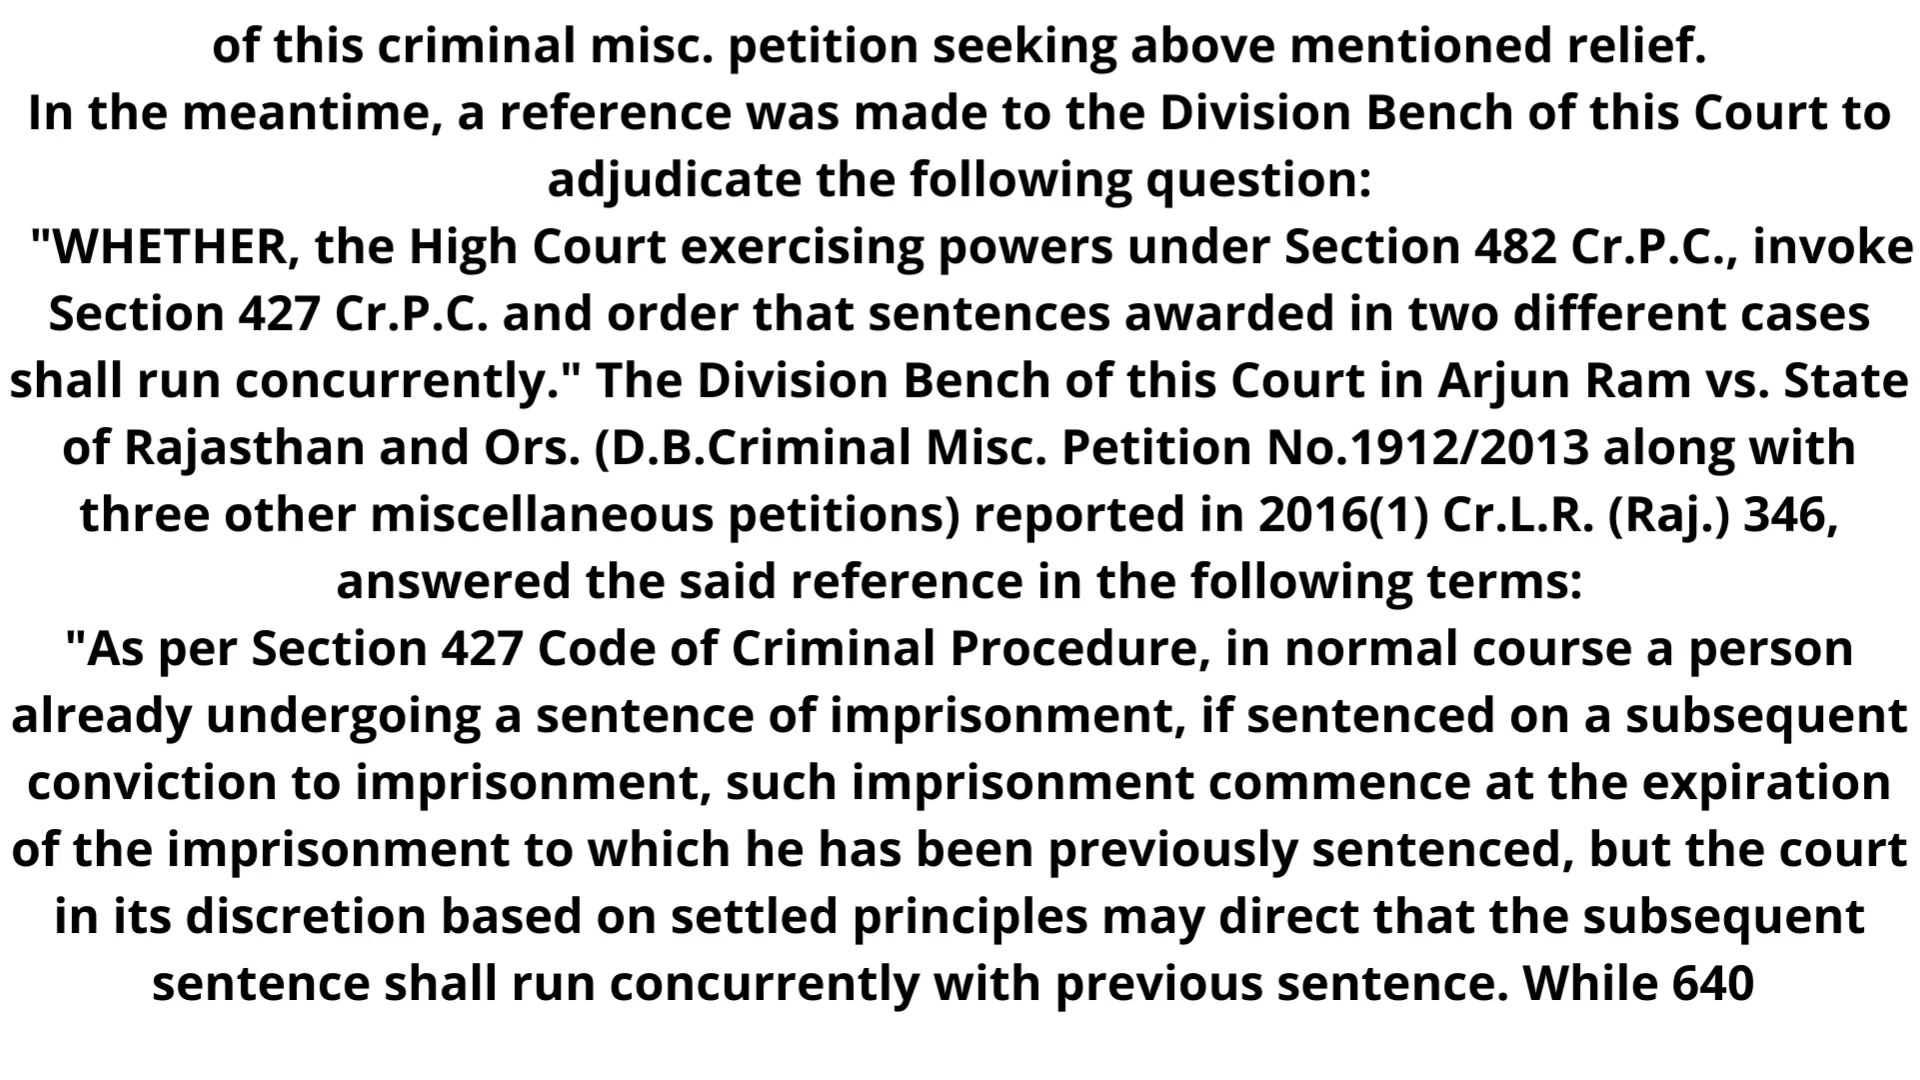 of this criminal misc. petition seeking above mentioned relief.
In the meantime, a reference was made to the Division Bench of this Court to
adjudicate the following question:
"WHETHER, the High Court exercising powers under Section 482 Cr.P.C., invoke
Section 427 Cr.P.C. and order that sentences awarded in two different cases
shall run concurrently." The Division Bench of this Court in Arjun Ram vs. State
of Rajasthan and Ors. (D.B.Criminal Misc. Petition No.1912/2013 along with
three other miscellaneous petitions) reported in 2016(1) Cr.L.R. (Raj.) 346,
answered the said reference in the following terms:
"As per Section 427 Code of Criminal Procedure, in normal course a person
already undergoing a sentence of imprisonment, if sentenced on a subsequent
conviction to imprisonment, such imprisonment commence at the expiration
of the imprisonment to which he has been previously sentenced, but the court
in its discretion based on settled principles may direct that the subsequent
sentence shall run concurrently with previous sentence. While 640